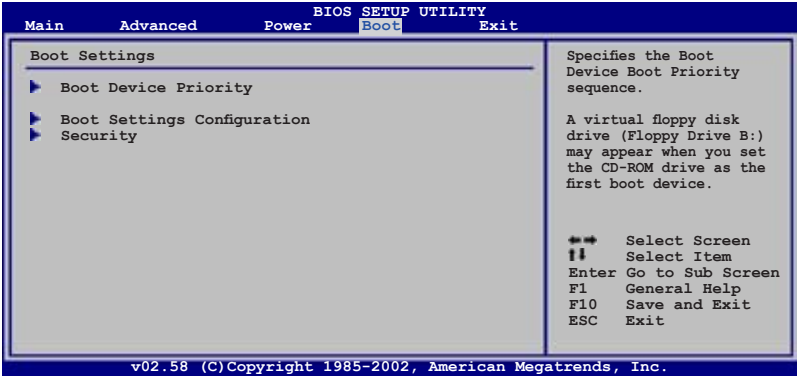 BIOS SETUP UTILITY
Main Advanced Power Boot Exit
Boot Settings
Boot Device Priority
Boot Settings Configuration
Security
Specifies the Boot
Device Boot Priority
sequence.
A virtual floppy disk
drive (Floppy Drive B:)
may appear when you set
the CD-ROM drive as the
first boot device.
Select Screen
Select Item
Enter Go to Sub Screen
F1 General Help
F10 Save and Exit
ESC Exit
v02.58 (C)Copyright 1985-2002, American Megatrends, Inc.